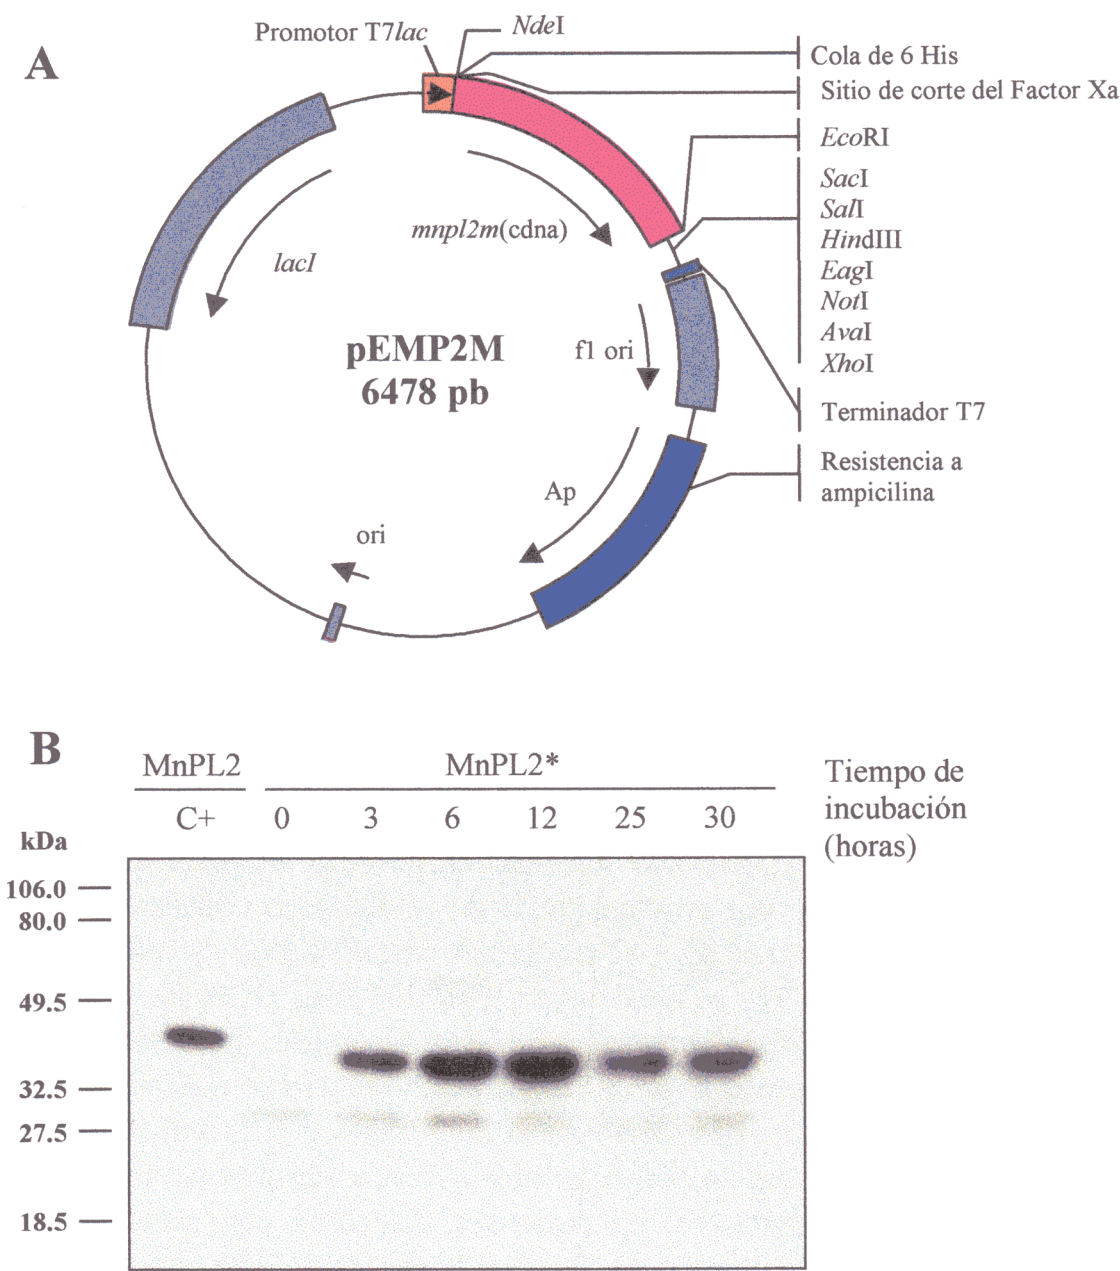 A
Promotor T7lac
NdeI
Cola de 6 His
Sitio de corte del Factor Xa
EcoRI
SacI
SalI
HindIII
EagI
NotI
AvaI
XhoI
Terminador T7
Resistencia a
ampicilina
mnpl2m(cdna)
lacI
pEMP2M
6478 pb
f1 ori
Ap
ori
B
MnPL2
MnPL2*
Tiempo de
incubación
(horas)
C+ 0 3 6 12 25 30
kDa
106.0
80.0
49.5
32.5
27.5
18.5